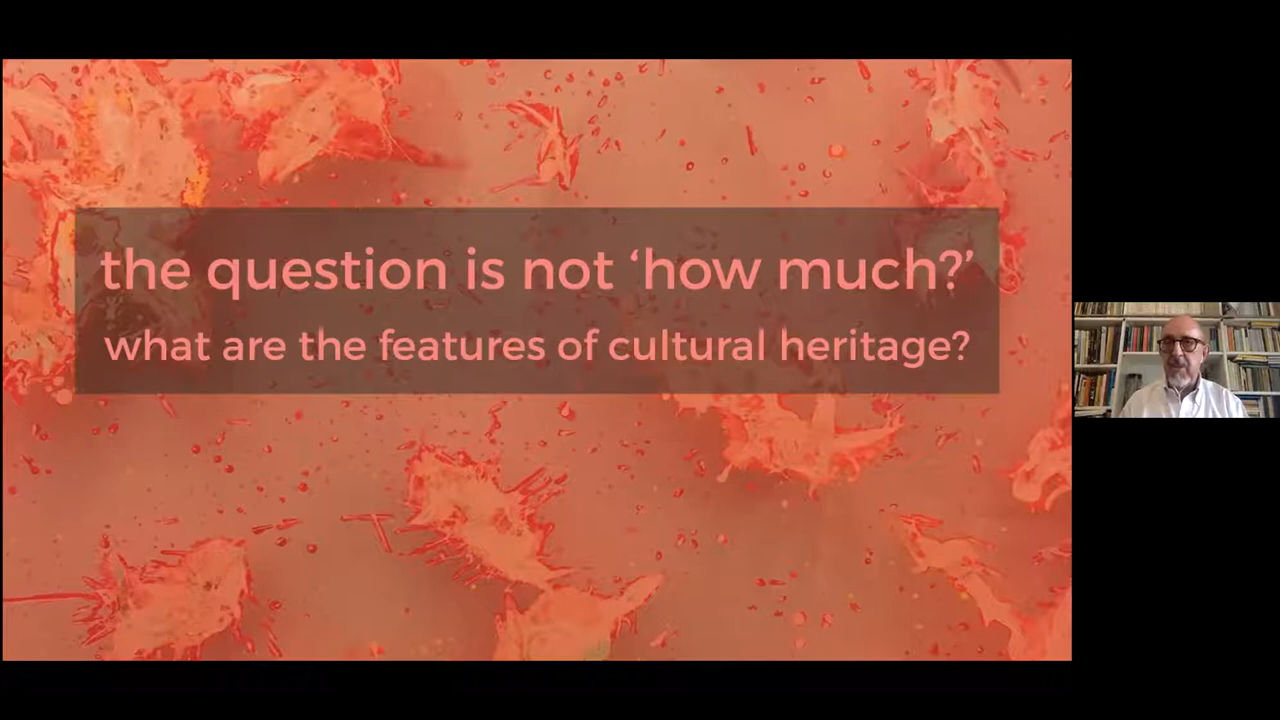 the question is not ‘how much?’
what are the features of cultural heritage?